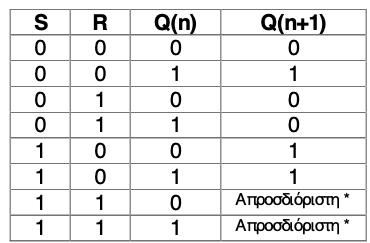 S R Q(n) Q(n+1)
0 0 0 0
0 0 1 1
0 1 0 0
0 1 1 0
1 0 0 1
1 0 1 1
1 1 0 Απροσδιόριστη *
1 1 1 Απροσδιόριστη *